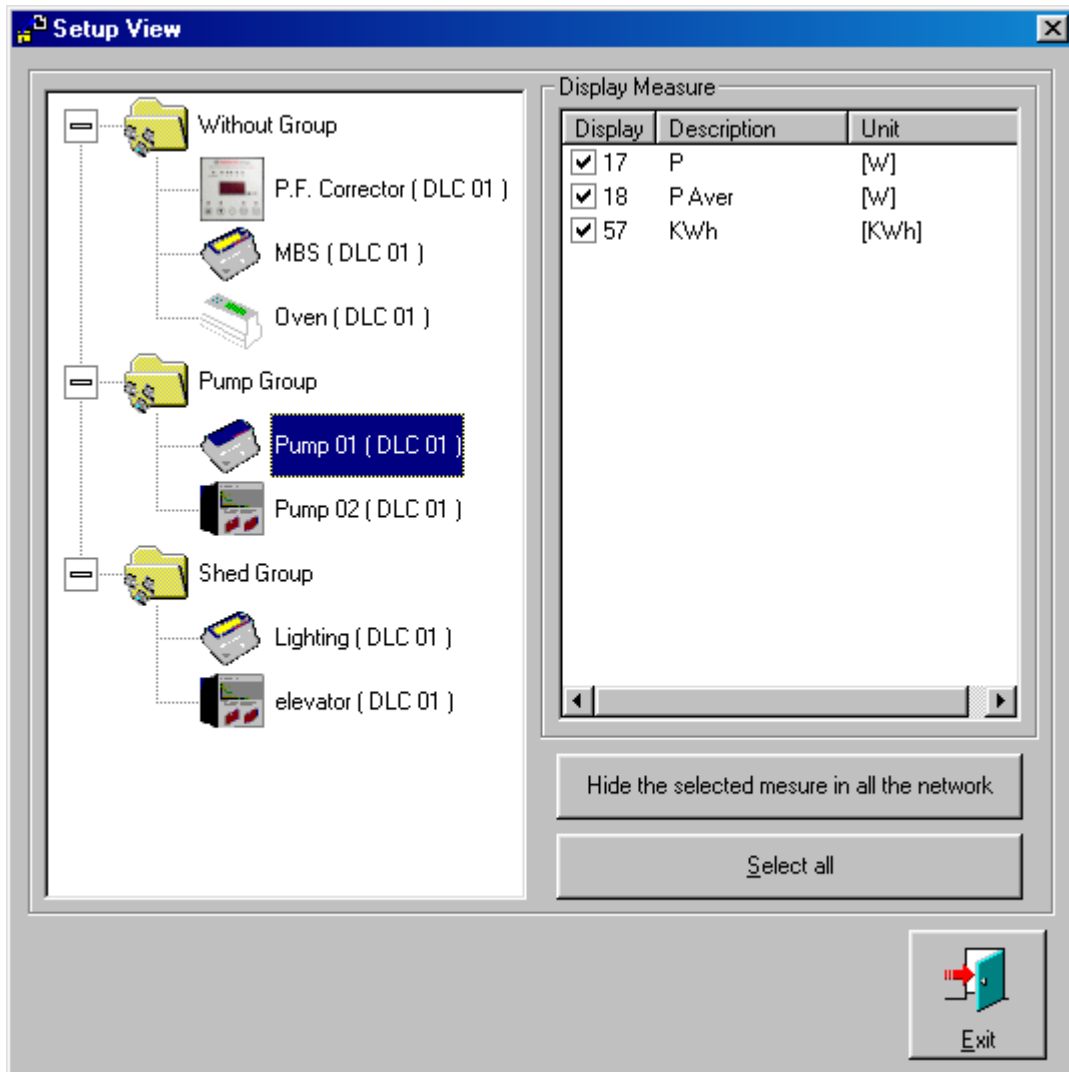 Setup View
Without Group
P.F. Corrector ( DLC 01 )
MBS ( DLC 01 )
Oven ( DLC 01 )
Pump Group
Pump 01 ( DLC 01 )
Pump 02 ( DLC 01 )
Shed Group
Lighting ( DLC 01 )
elevator ( DLC 01 )
Display Measure
Display Description Unit
17 P [W]
18 P Aver [W]
57 KWh [KWh]
Hide the selected mesure in all the network
Select all
Exit